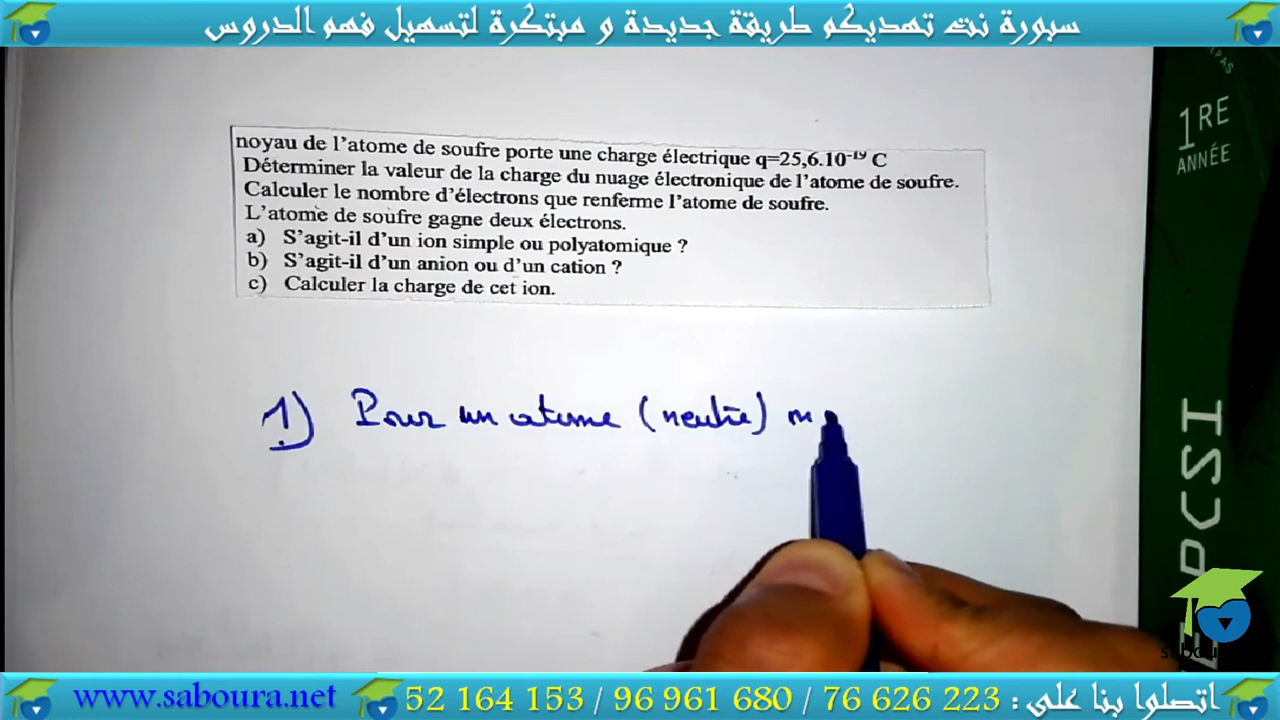 سبورة نت تهديكم طريقة جديدة و مبتكرة لتسهيل فهم الدروس
noyau de l'atome de soufre porte une charge électrique q=25,6.10⁻¹⁹ C
Déterminer la valeur de la charge du nuage électronique de l'atome de soufre.
Calculer le nombre d'électrons que renferme l'atome de soufre.
L'atome de soufre gagne deux électrons.
a) S'agit-il d'un ion simple ou polyatomique ?
b) S'agit-il d'un anion ou d'un cation ?
c) Calculer la charge de cet ion.
1) Pour un atome (neutre)
1RE
ANNÉE
PCSI
www.saboura.net
52 164 153 / 96 961 680 / 76 626 223 : اتصلوا بنا على